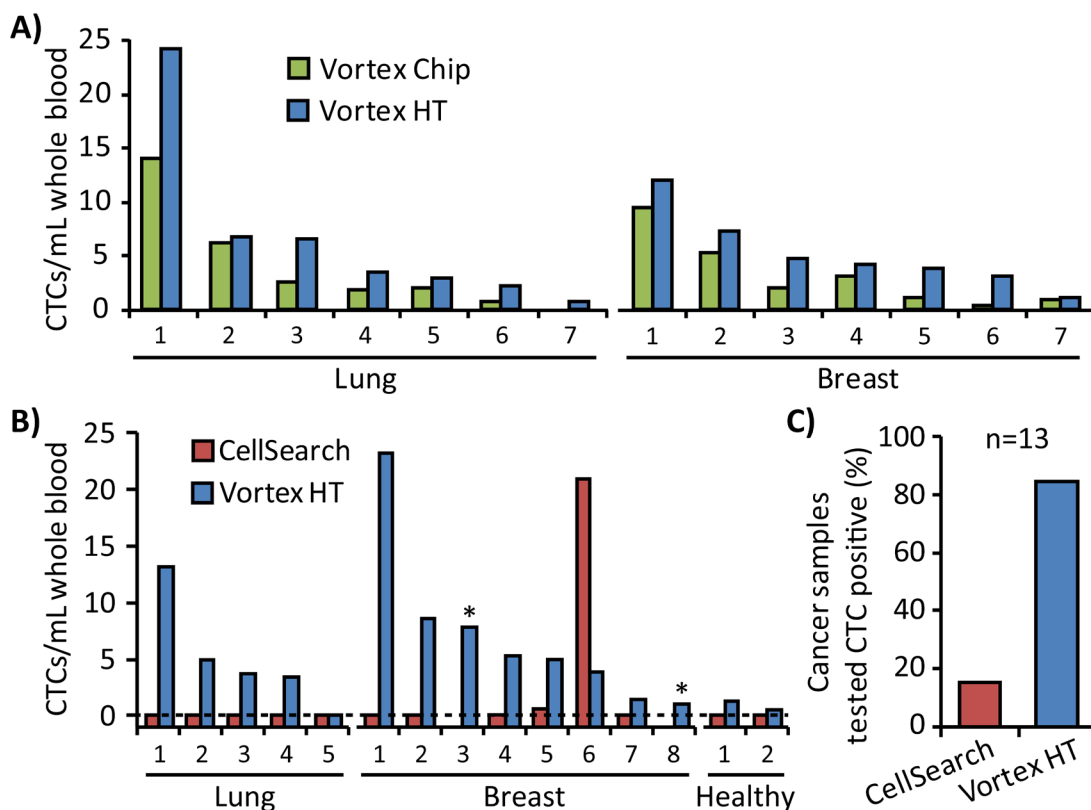 A)
CTCs/mL whole blood
25
20
15
10
5
0
Vortex Chip
Vortex HT
1 2 3 4 5 6 7
1 2 3 4 5 6 7
Lung
Breast
B)
CTCs/mL whole blood
25
20
15
10
5
0
CellSearch
Vortex HT
*
*
1 2 3 4 5
1 2 3 4 5 6 7 8
1 2
Lung
Breast
Healthy
C)
n=13
Cancer samples
tested CTC positive (%)
100
80
60
40
20
0
CellSearch
Vortex HT